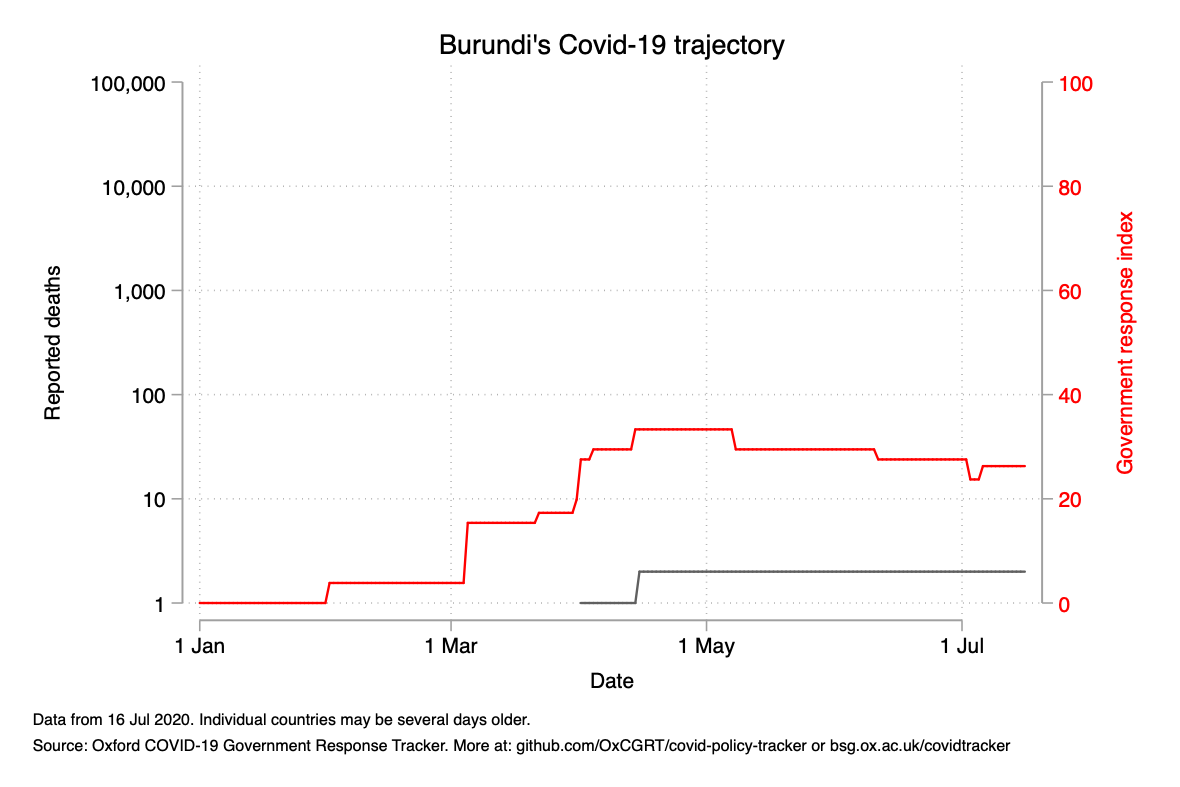 Burundi's Covid-19 trajectory
100,000
10,000
1,000
100
10
1
Reported deaths
100
80
60
40
20
0
Government response index
1 Jan
1 Mar
1 May
1 Jul
Date
Data from 16 Jul 2020. Individual countries may be several days older.
Source: Oxford COVID-19 Government Response Tracker. More at: github.com/OxCGRT/covid-policy-tracker or bsg.ox.ac.uk/covidtracker